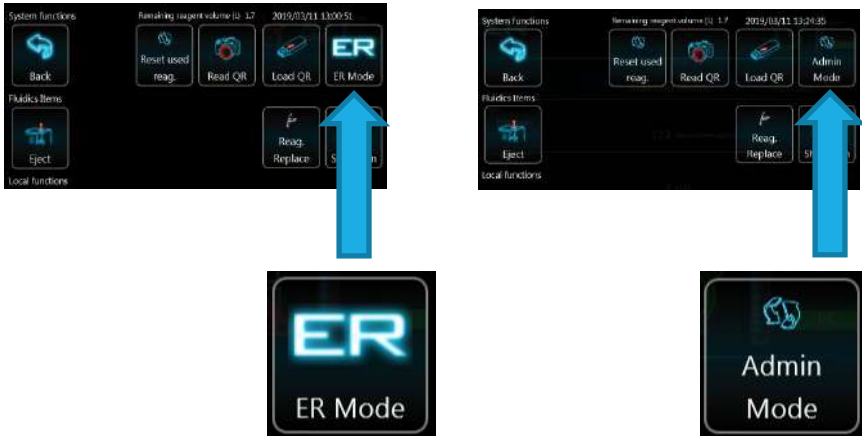 System functions
Remaining reagent volume (L) 1.7 2019/03/11 13:00:51
Back
Reset used
reag.
Read QR
Load QR
ER
ER Mode
Fluidics Items
Eject
Reag.
Replace
Local functions
System functions
Remaining reagent volume (L) 1.7 2019/03/11 13:24:35
Back
Reset used
reag.
Read QR
Load QR
Admin
Mode
Fluidics Items
Eject
Reag.
Replace
Local functions
ER
ER Mode
Admin
Mode